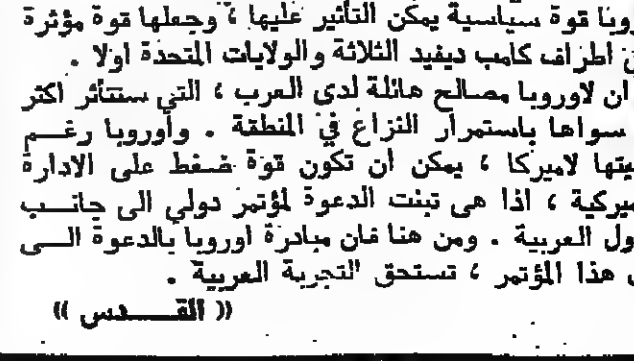 روبا قوة سياسية يمكن التأثير عليها ، وجعلها قوة مؤثرة
اطراف كامب ديفيد الثلاثة والولايات المتحدة اولا .
ان لاوروبا مصالح هائلة لدى العرب ، التي ستتأثر اكثر
سواها باستمرار النزاع في المنطقة . وأوروبا رغم
عيتها لاميركا ، يمكن ان تكون قوة ضغط على الادارة
ميركية ، اذا هي تبنت الدعوة لمؤتمر دولي الى جانب
ول العربية . ومن هنا فان مبادرة اوروبا بالدعوة الى
هذا المؤتمر ، تستحق التجربة العربية .
(( القدس ))